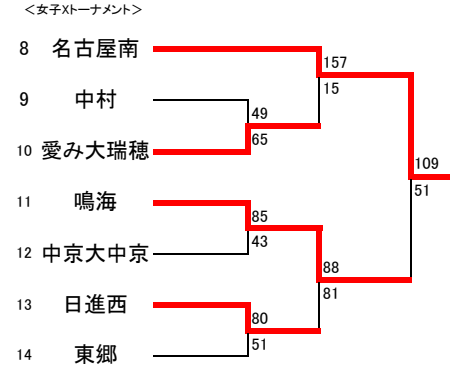 ＜女子Xトーナメント＞
8 名古屋南
157
15
9 中村
49
65
10 愛み大瑞穂
109
51
11 鳴海
85
43
12 中京大中京
88
81
13 日進西
80
51
14 東郷